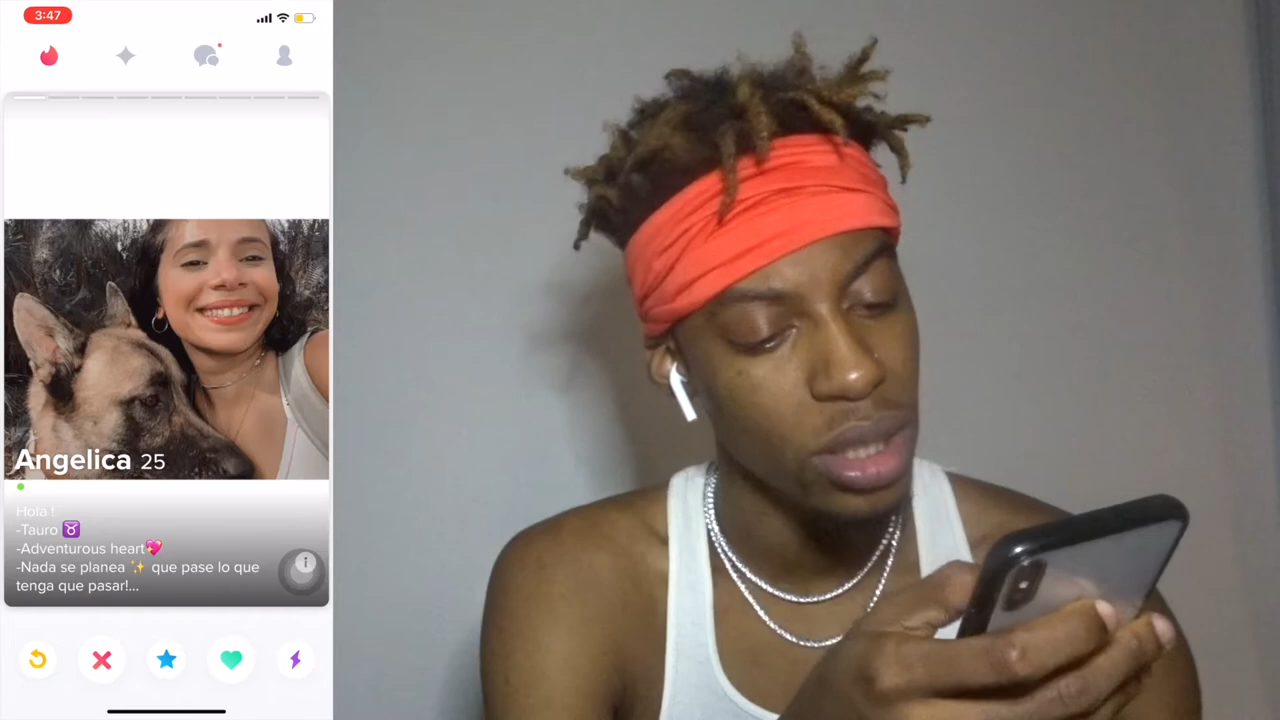 3:47
Angelica 25
Hola !
-Tauro ♉
-Adventurous heart💖
-Nada se planea ✨ que pase lo que
tenga que pasar!...